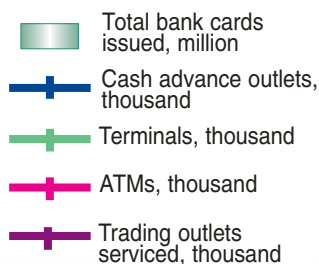 Total bank cards
issued, million
Cash advance outlets,
thousand
Terminals, thousand
ATMs, thousand
Trading outlets
serviced, thousand